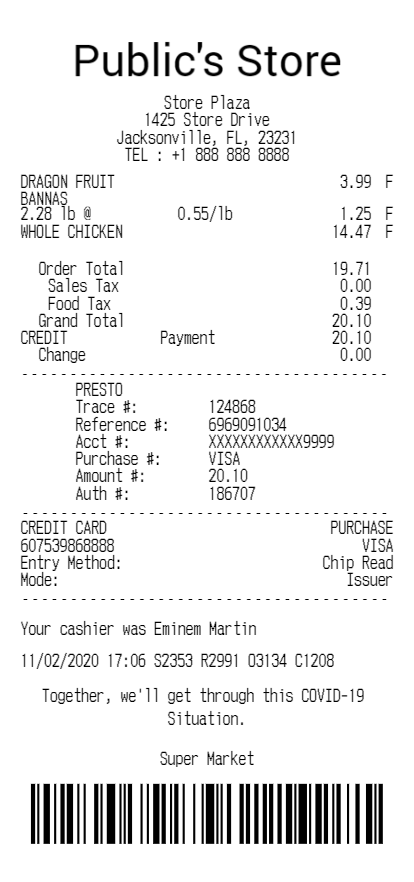 Public's Store
Store Plaza
1425 Store Drive
Jacksonville, FL, 23231
TEL : +1 888 888 8888
DRAGON FRUIT 3.99 F
BANNAS
2.28 lb @ 0.55/lb 1.25 F
WHOLE CHICKEN 14.47 F
Order Total 19.71
Sales Tax 0.00
Food Tax 0.39
Grand Total 20.10
CREDIT Payment 20.10
Change 0.00
PRESTO
Trace #: 124868
Reference #: 6969091034
Acct #: XXXXXXXXXXXX9999
Purchase #: VISA
Amount #: 20.10
Auth #: 186707
CREDIT CARD PURCHASE
607539868888 VISA
Entry Method: Chip Read
Mode: Issuer
Your cashier was Eminem Martin
11/02/2020 17:06 S2353 R2991 O3134 C1208
Together, we'll get through this COVID-19
Situation.
Super Market